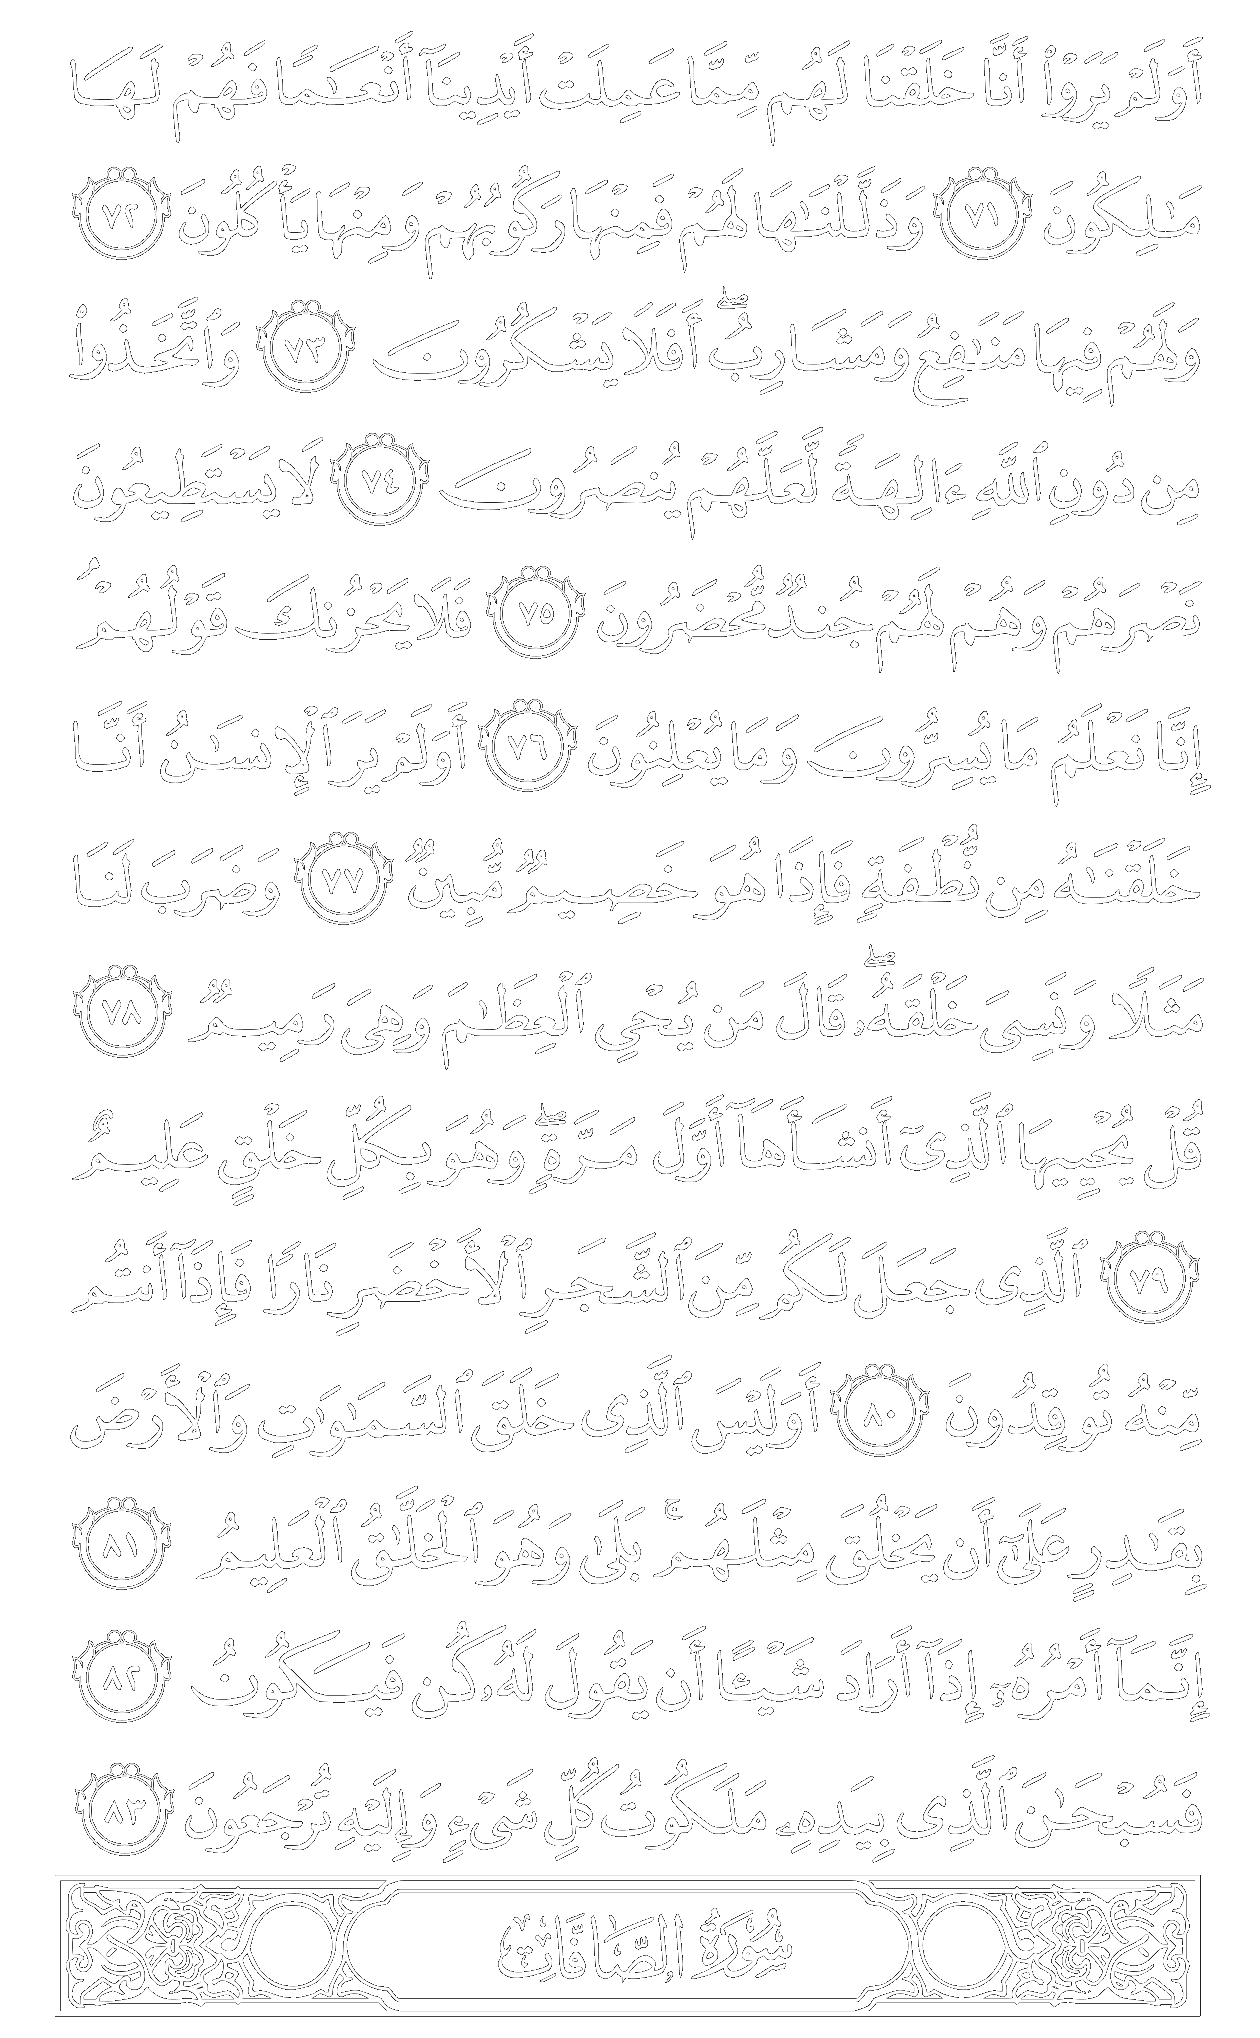 أَوَلَمْ يَرَوْا۟ أَنَّا خَلَقْنَا لَهُم مِّمَّا عَمِلَتْ أَيْدِينَآ أَنْعَـٰمًا فَهُمْ لَهَا
مَـٰلِكُونَ ٧١ وَذَلَّلْنَـٰهَا لَهُمْ فَمِنْهَا رَكُوبُهُمْ وَمِنْهَا يَأْكُلُونَ ٧٢
وَلَهُمْ فِيهَا مَنَـٰفِعُ وَمَشَارِبُ ۖ أَفَلَا يَشْكُرُونَ ٧٣ وَٱتَّخَذُوا۟
مِن دُونِ ٱللَّهِ ءَالِهَةً لَّعَلَّهُمْ يُنصَرُونَ ٧٤ لَا يَسْتَطِيعُونَ
نَصْرَهُمْ وَهُمْ لَهُمْ جُندٌ مُّحْضَرُونَ ٧٥ فَلَا يَحْزُنكَ قَوْلُهُمْ ۘ
إِنَّا نَعْلَمُ مَا يُسِرُّونَ وَمَا يُعْلِنُونَ ٧٦ أَوَلَمْ يَرَ ٱلْإِنسَـٰنُ أَنَّا
خَلَقْنَـٰهُ مِن نُّطْفَةٍ فَإِذَا هُوَ خَصِيمٌ مُّبِينٌ ٧٧ وَضَرَبَ لَنَا
مَثَلًا وَنَسِىَ خَلْقَهُۥ ۖ قَالَ مَن يُحْىِ ٱلْعِظَـٰمَ وَهِىَ رَمِيمٌ ٧٨
قُلْ يُحْيِيهَا ٱلَّذِىٓ أَنشَأَهَآ أَوَّلَ مَرَّةٍ ۖ وَهُوَ بِكُلِّ خَلْقٍ عَلِيمٌ
٧٩ ٱلَّذِى جَعَلَ لَكُم مِّنَ ٱلشَّجَرِ ٱلْأَخْضَرِ نَارًا فَإِذَآ أَنتُم
مِّنْهُ تُوقِدُونَ ٨٠ أَوَلَيْسَ ٱلَّذِى خَلَقَ ٱلسَّمَـٰوَٰتِ وَٱلْأَرْضَ
بِقَـٰدِرٍ عَلَىٰٓ أَن يَخْلُقَ مِثْلَهُم ۚ بَلَىٰ وَهُوَ ٱلْخَلَّـٰقُ ٱلْعَلِيمُ ٨١
إِنَّمَآ أَمْرُهُۥٓ إِذَآ أَرَادَ شَيْـًٔا أَن يَقُولَ لَهُۥ كُن فَيَكُونُ ٨٢
فَسُبْحَـٰنَ ٱلَّذِى بِيَدِهِۦ مَلَكُوتُ كُلِّ شَىْءٍ وَإِلَيْهِ تُرْجَعُونَ ٨٣
سُورَةُ الصَّافَّاتِ